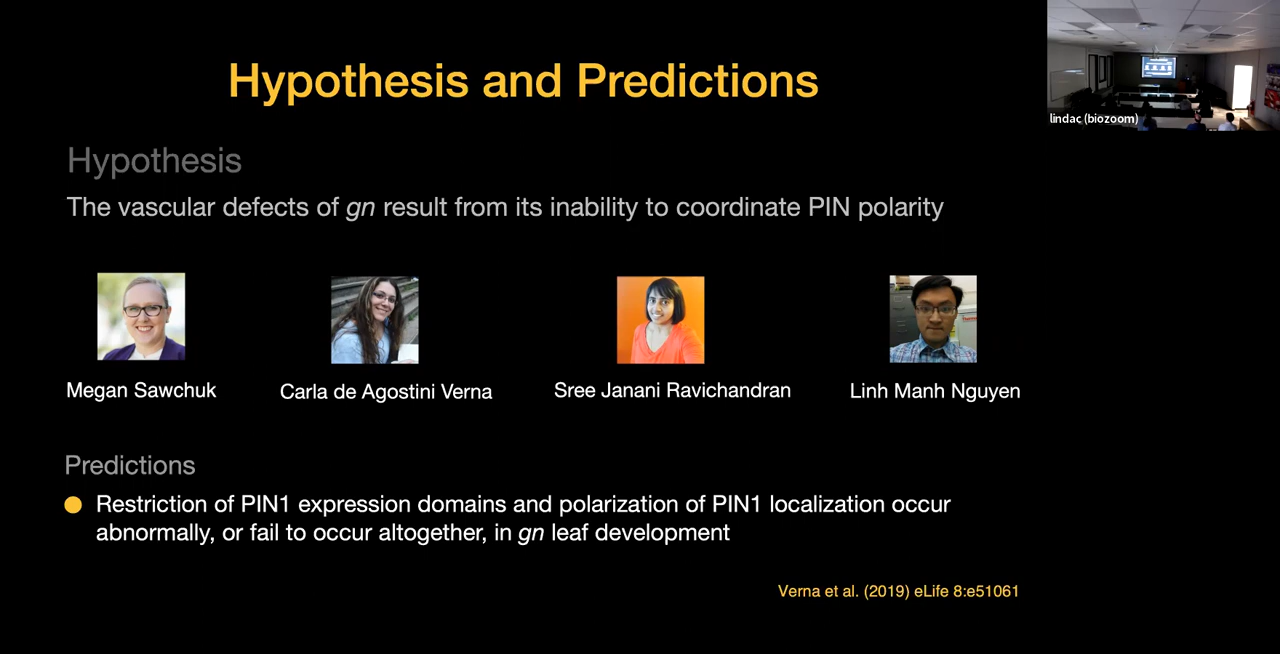 Hypothesis and Predictions
lindac (biozoom)
Hypothesis
The vascular defects of gn result from its inability to coordinate PIN polarity
Megan Sawchuk
Carla de Agostini Verna
Sree Janani Ravichandran
Linh Manh Nguyen
Predictions
Restriction of PIN1 expression domains and polarization of PIN1 localization occur
abnormally, or fail to occur altogether, in gn leaf development
Verna et al. (2019) eLife 8:e51061